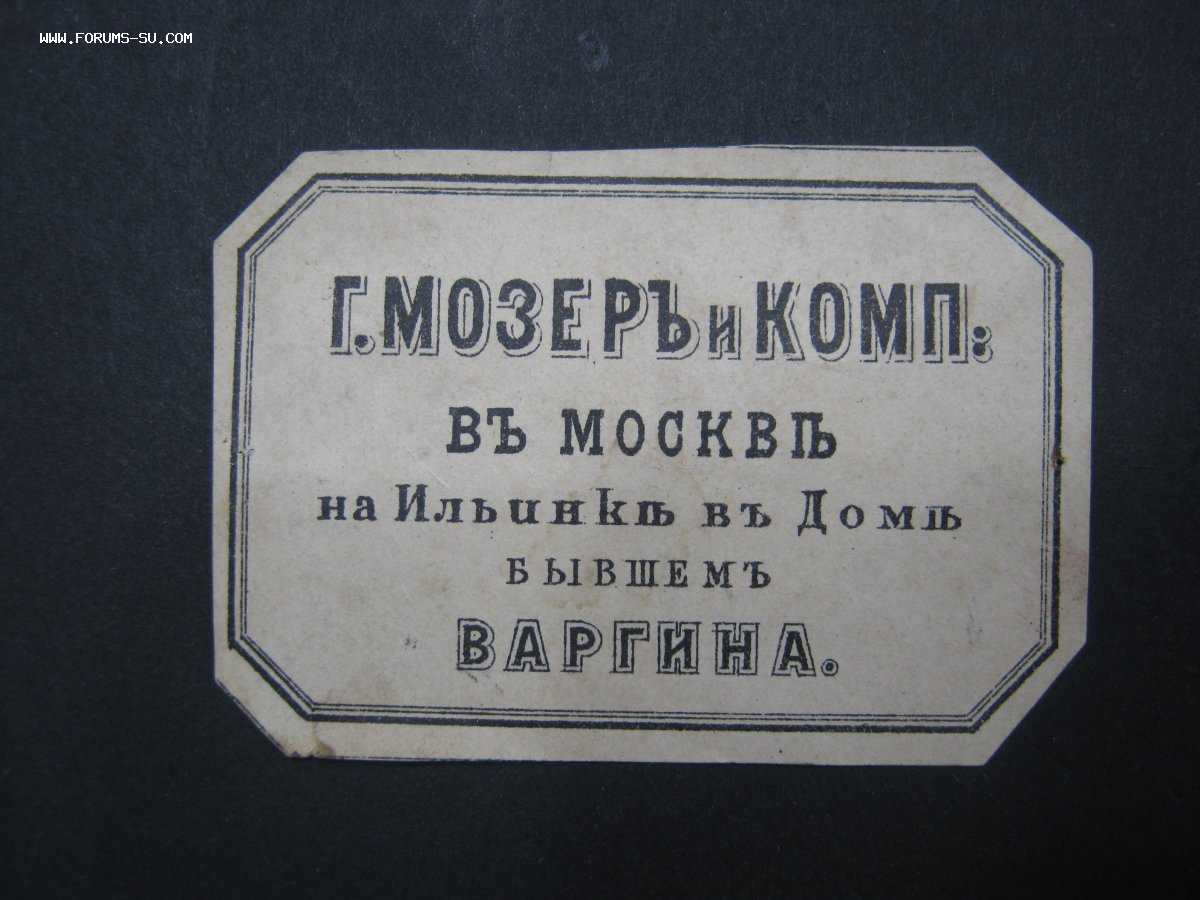 WWW.FORUMS-SU.COM
Г. МОЗЕРЪ и КОМП:
ВЪ МОСКВѢ
на Ильинкѣ въ Домѣ
БЫВШЕМЪ
ВАРГИНА.